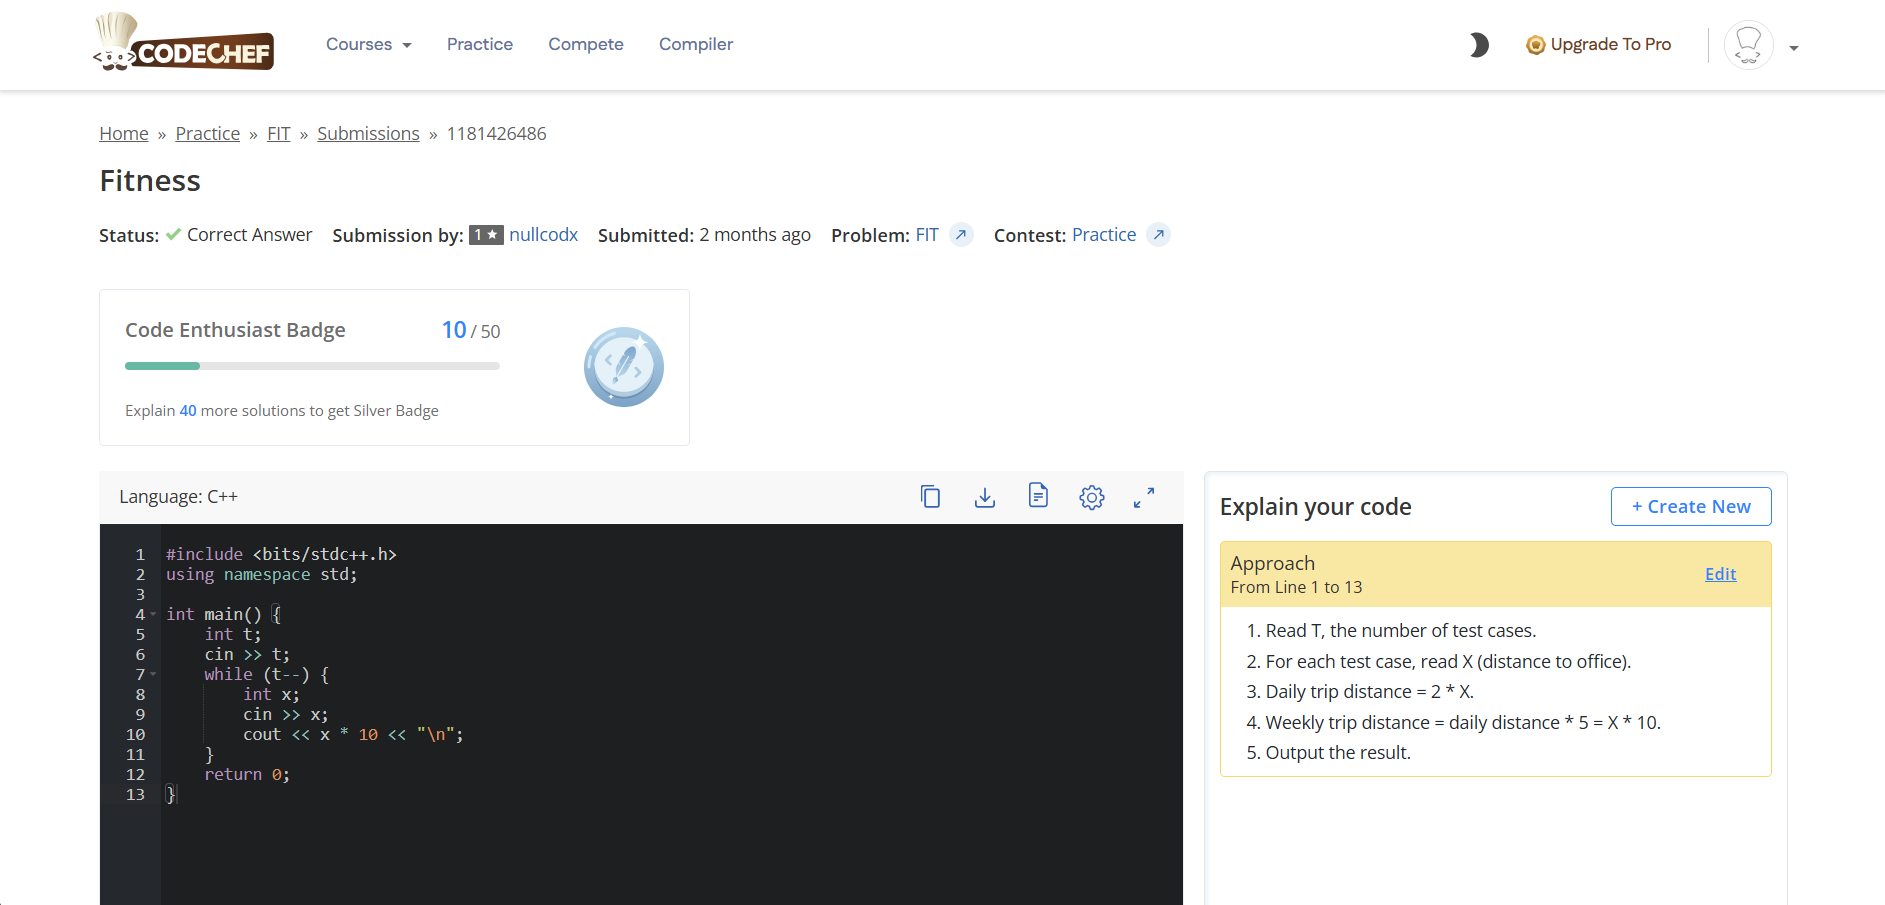 CODECHEF Courses Practice Compete Compiler Upgrade To Pro
Home » Practice » FIT » Submissions » 1181426486
Fitness
Status: Correct Answer Submission by: 1★ nullcodx Submitted: 2 months ago Problem: FIT Contest: Practice
Code Enthusiast Badge 10 / 50
Explain 40 more solutions to get Silver Badge
Language: C++
1 #include <bits/stdc++.h>
2 using namespace std;
3
4 int main() {
5     int t;
6     cin >> t;
7     while (t--) {
8         int x;
9         cin >> x;
10         cout << x * 10 << "\n";
11     }
12     return 0;
13 }
Explain your code + Create New
Approach
From Line 1 to 13
Edit
1. Read T, the number of test cases.
2. For each test case, read X (distance to office).
3. Daily trip distance = 2 * X.
4. Weekly trip distance = daily distance * 5 = X * 10.
5. Output the result.